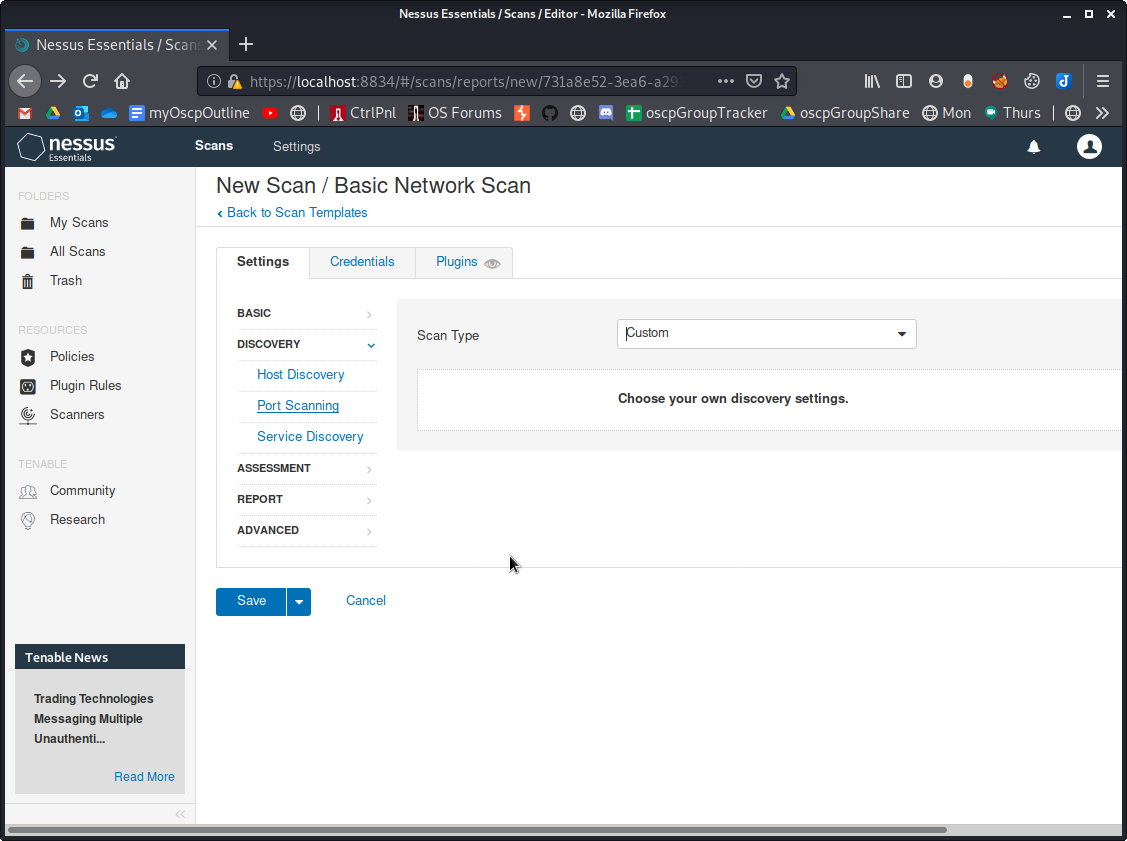 Nessus Essentials / Scans / Editor - Mozilla Firefox
Nessus Essentials / Scan
https://localhost:8834/#/scans/reports/new/731a8e52-3ea6-a29
myOscpOutline CtrlPnl OS Forums oscpGroupTracker oscpGroupShare Mon Thurs
nessus Essentials Scans Settings
New Scan / Basic Network Scan
Back to Scan Templates
FOLDERS
My Scans
All Scans
Trash
RESOURCES
Policies
Plugin Rules
Scanners
TENABLE
Community
Research
Settings Credentials Plugins
BASIC
DISCOVERY
Host Discovery
Port Scanning
Service Discovery
ASSESSMENT
REPORT
ADVANCED
Scan Type Custom
Choose your own discovery settings.
Save Cancel
Tenable News
Trading Technologies
Messaging Multiple
Unauthenti...
Read More